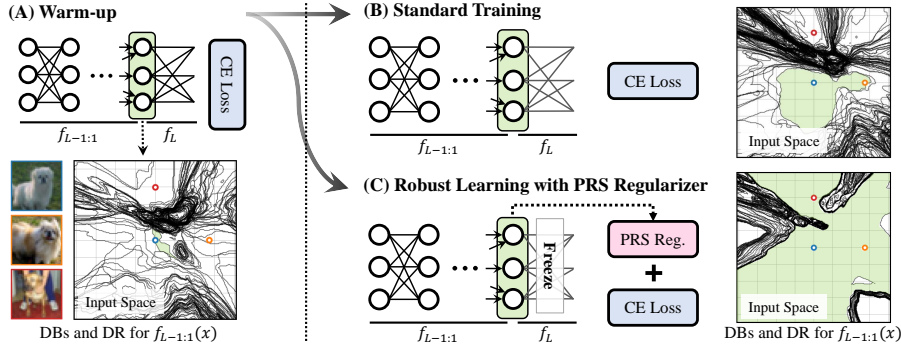 (A) Warm-up
CE Loss
f_{L-1:1}
f_L
Input Space
DBs and DR for f_{L-1:1}(x)
(B) Standard Training
CE Loss
f_{L-1:1}
f_L
Input Space
(C) Robust Learning with PRS Regularizer
Freeze
PRS Reg.
+
CE Loss
f_{L-1:1}
f_L
Input Space
DBs and DR for f_{L-1:1}(x)